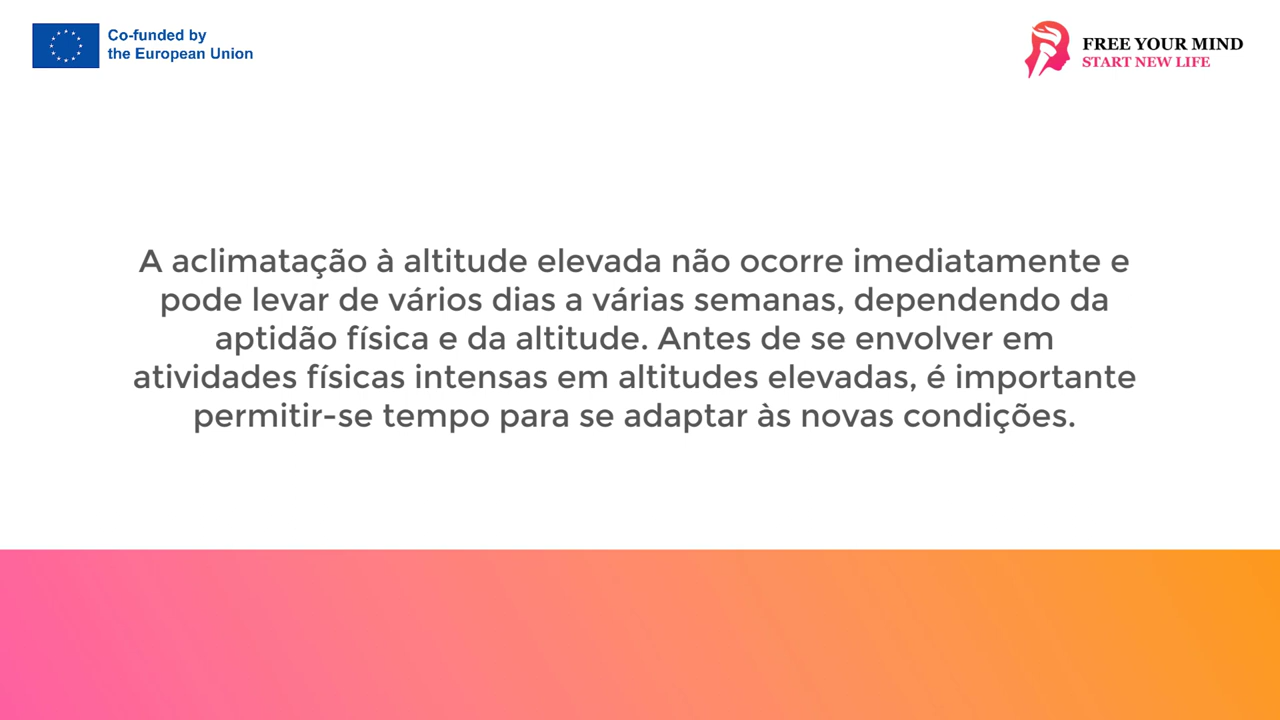 Co-funded by
the European Union
FREE YOUR MIND
START NEW LIFE
A aclimatação à altitude elevada não ocorre imediatamente e
pode levar de vários dias a várias semanas, dependendo da
aptidão física e da altitude. Antes de se envolver em
atividades físicas intensas em altitudes elevadas, é importante
permitir-se tempo para se adaptar às novas condições.